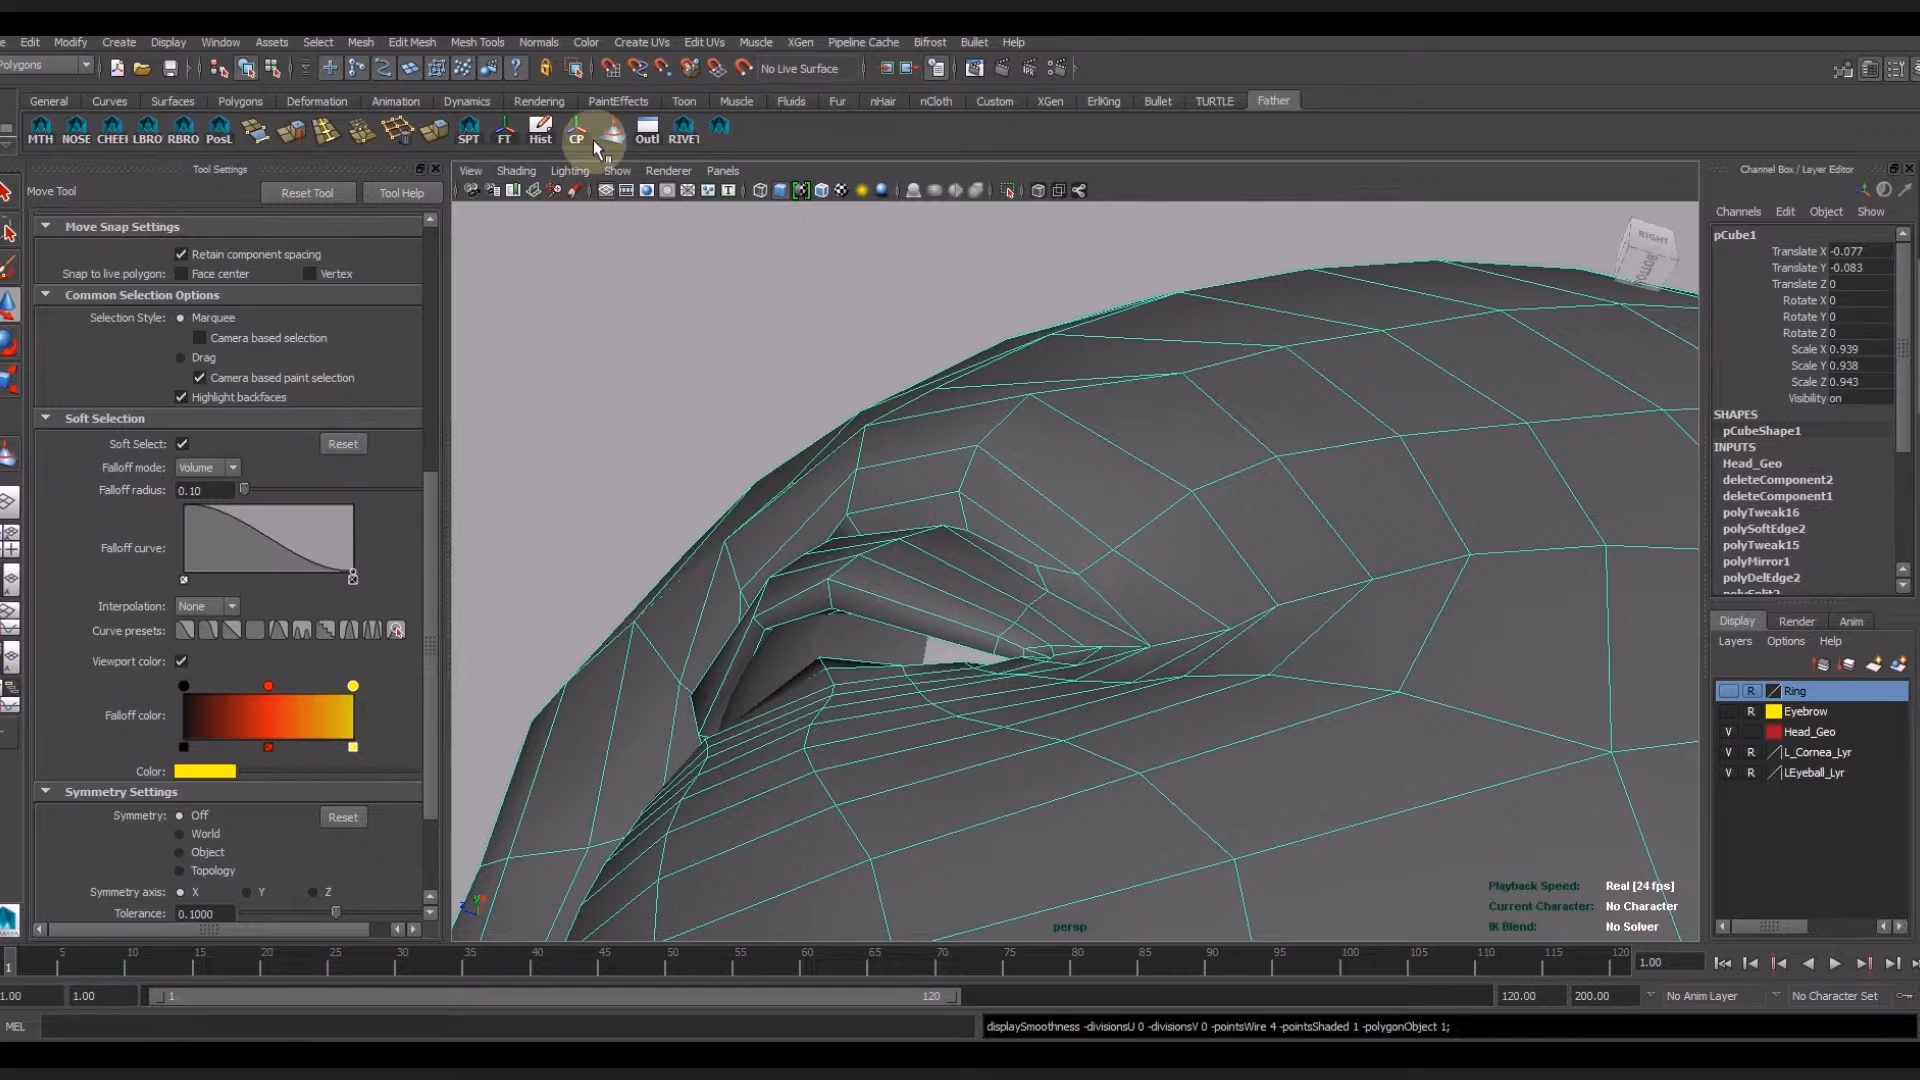 Edit Modify Create Display Window Assets Select Mesh Edit Mesh Mesh Tools Normals Color Create UVs Edit UVs Muscle XGen Pipeline Cache Bifrost Bullet Help
Polygons
No Live Surface
General Curves Surfaces Polygons Deformation Animation Dynamics Rendering PaintEffects Toon Muscle Fluids Fur nHair nCloth Custom XGen ErlKing Bullet TURTLE Father
MTH NOSE CHEEI LBRO RBRO PosL SPT FT Hist CP Outl RIVET
Tool Settings
Move Tool
Reset Tool
Tool Help
Move Snap Settings
Retain component spacing
Snap to live polygon: Face center Vertex
Common Selection Options
Selection Style: Marquee
Camera based selection
Drag
Camera based paint selection
Highlight backfaces
Soft Selection
Soft Select:
Reset
Falloff mode: Volume
Falloff radius: 0.10
Falloff curve:
Interpolation: None
Curve presets:
Viewport color:
Falloff color:
Color:
Symmetry Settings
Symmetry: Off
Reset
World
Object
Topology
Symmetry axis: X Y Z
Tolerance: 0.1000
View Shading Lighting Show Renderer Panels
RIGHT
BOTTOM
Playback Speed: Real [24 fps]
Current Character: No Character
IK Blend: No Solver
persp
Channel Box / Layer Editor
Channels Edit Object Show
pCube1
Translate X -0.077
Translate Y -0.083
Translate Z 0
Rotate X 0
Rotate Y 0
Rotate Z 0
Scale X 0.939
Scale Y 0.938
Scale Z 0.943
Visibility on
SHAPES
pCubeShape1
INPUTS
Head_Geo
deleteComponent2
deleteComponent1
polyTweak16
polySoftEdge2
polyTweak15
polyMirror1
polyDelEdge2
polySplit2
Display Render Anim
Layers Options Help
R Ring
R Eyebrow
V Head_Geo
V R L_Cornea_Lyr
V R LEyeball_Lyr
1 5 10 15 20 25 30 35 40 45 50 55 60 65 70 75 80 85 90 95 100 105 110 115 120
1.00
1.00 1.00 1 120 120.00 200.00 No Anim Layer No Character Set
MEL
displaySmoothness -divisionsU 0 -divisionsV 0 -pointsWire 4 -pointsShaded 1 -polygonObject 1;